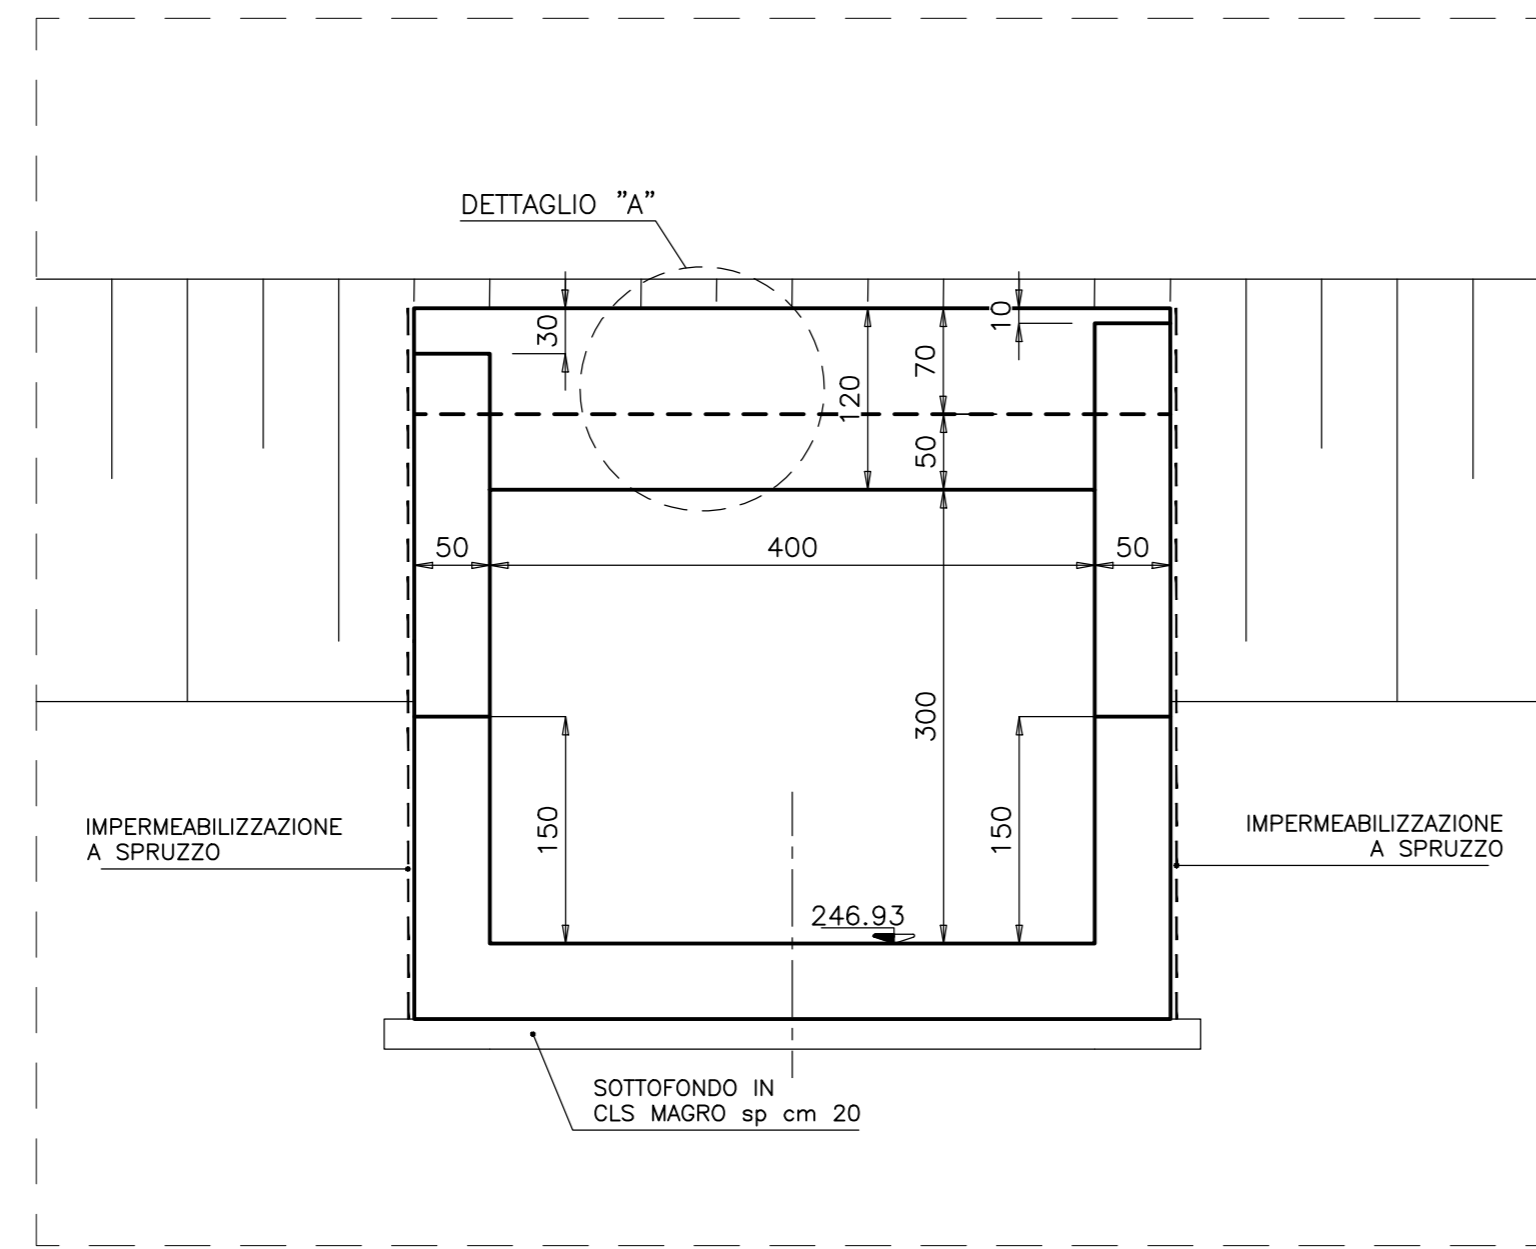 DETTAGLIO "A"
30
10
70
120
50
50
400
50
300
150
150
IMPERMEABILIZZAZIONE
A SPRUZZO
IMPERMEABILIZZAZIONE
A SPRUZZO
246.93
SOTTOFONDO IN
CLS MAGRO sp cm 20